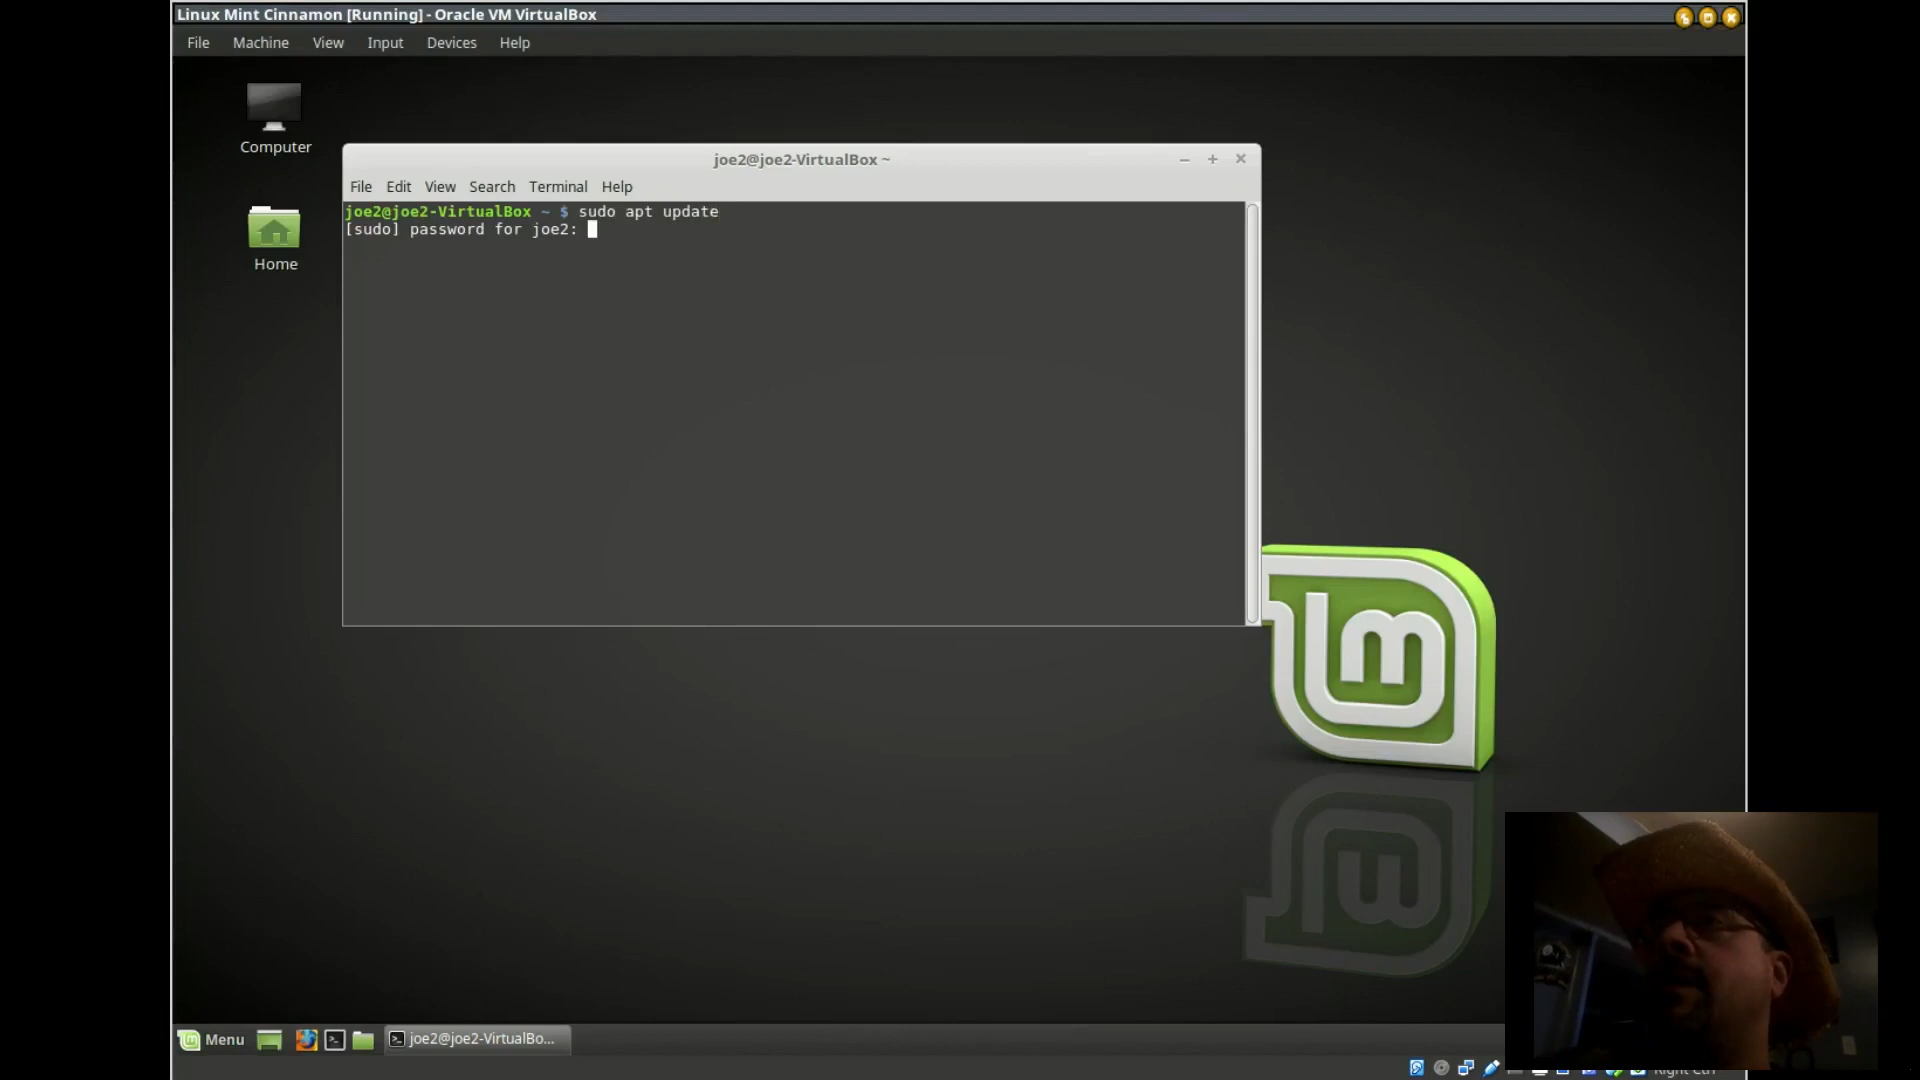 Linux Mint Cinnamon [Running] - Oracle VM VirtualBox
File Machine View Input Devices Help
Computer
joe2@joe2-VirtualBox ~
File Edit View Search Terminal Help
joe2@joe2-VirtualBox ~ $ sudo apt update
[sudo] password for joe2:
Home
Menu
joe2@joe2-VirtualBo...
Right Ctrl